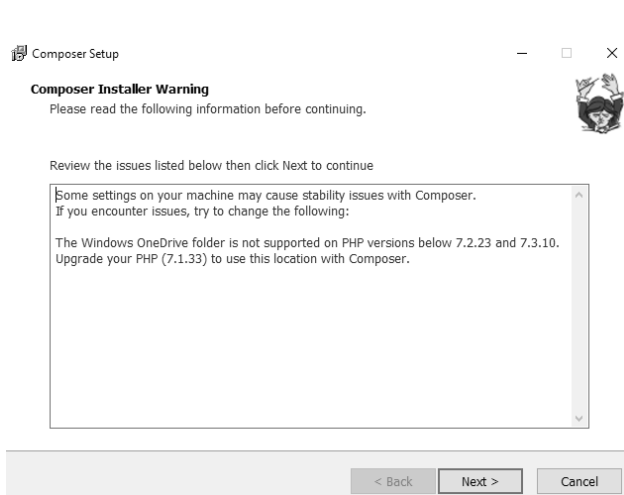 Composer Setup
Composer Installer Warning
Please read the following information before continuing.
Review the issues listed below then click Next to continue
Some settings on your machine may cause stability issues with Composer.
If you encounter issues, try to change the following:
The Windows OneDrive folder is not supported on PHP versions below 7.2.23 and 7.3.10.
Upgrade your PHP (7.1.33) to use this location with Composer.
< Back Next > Cancel